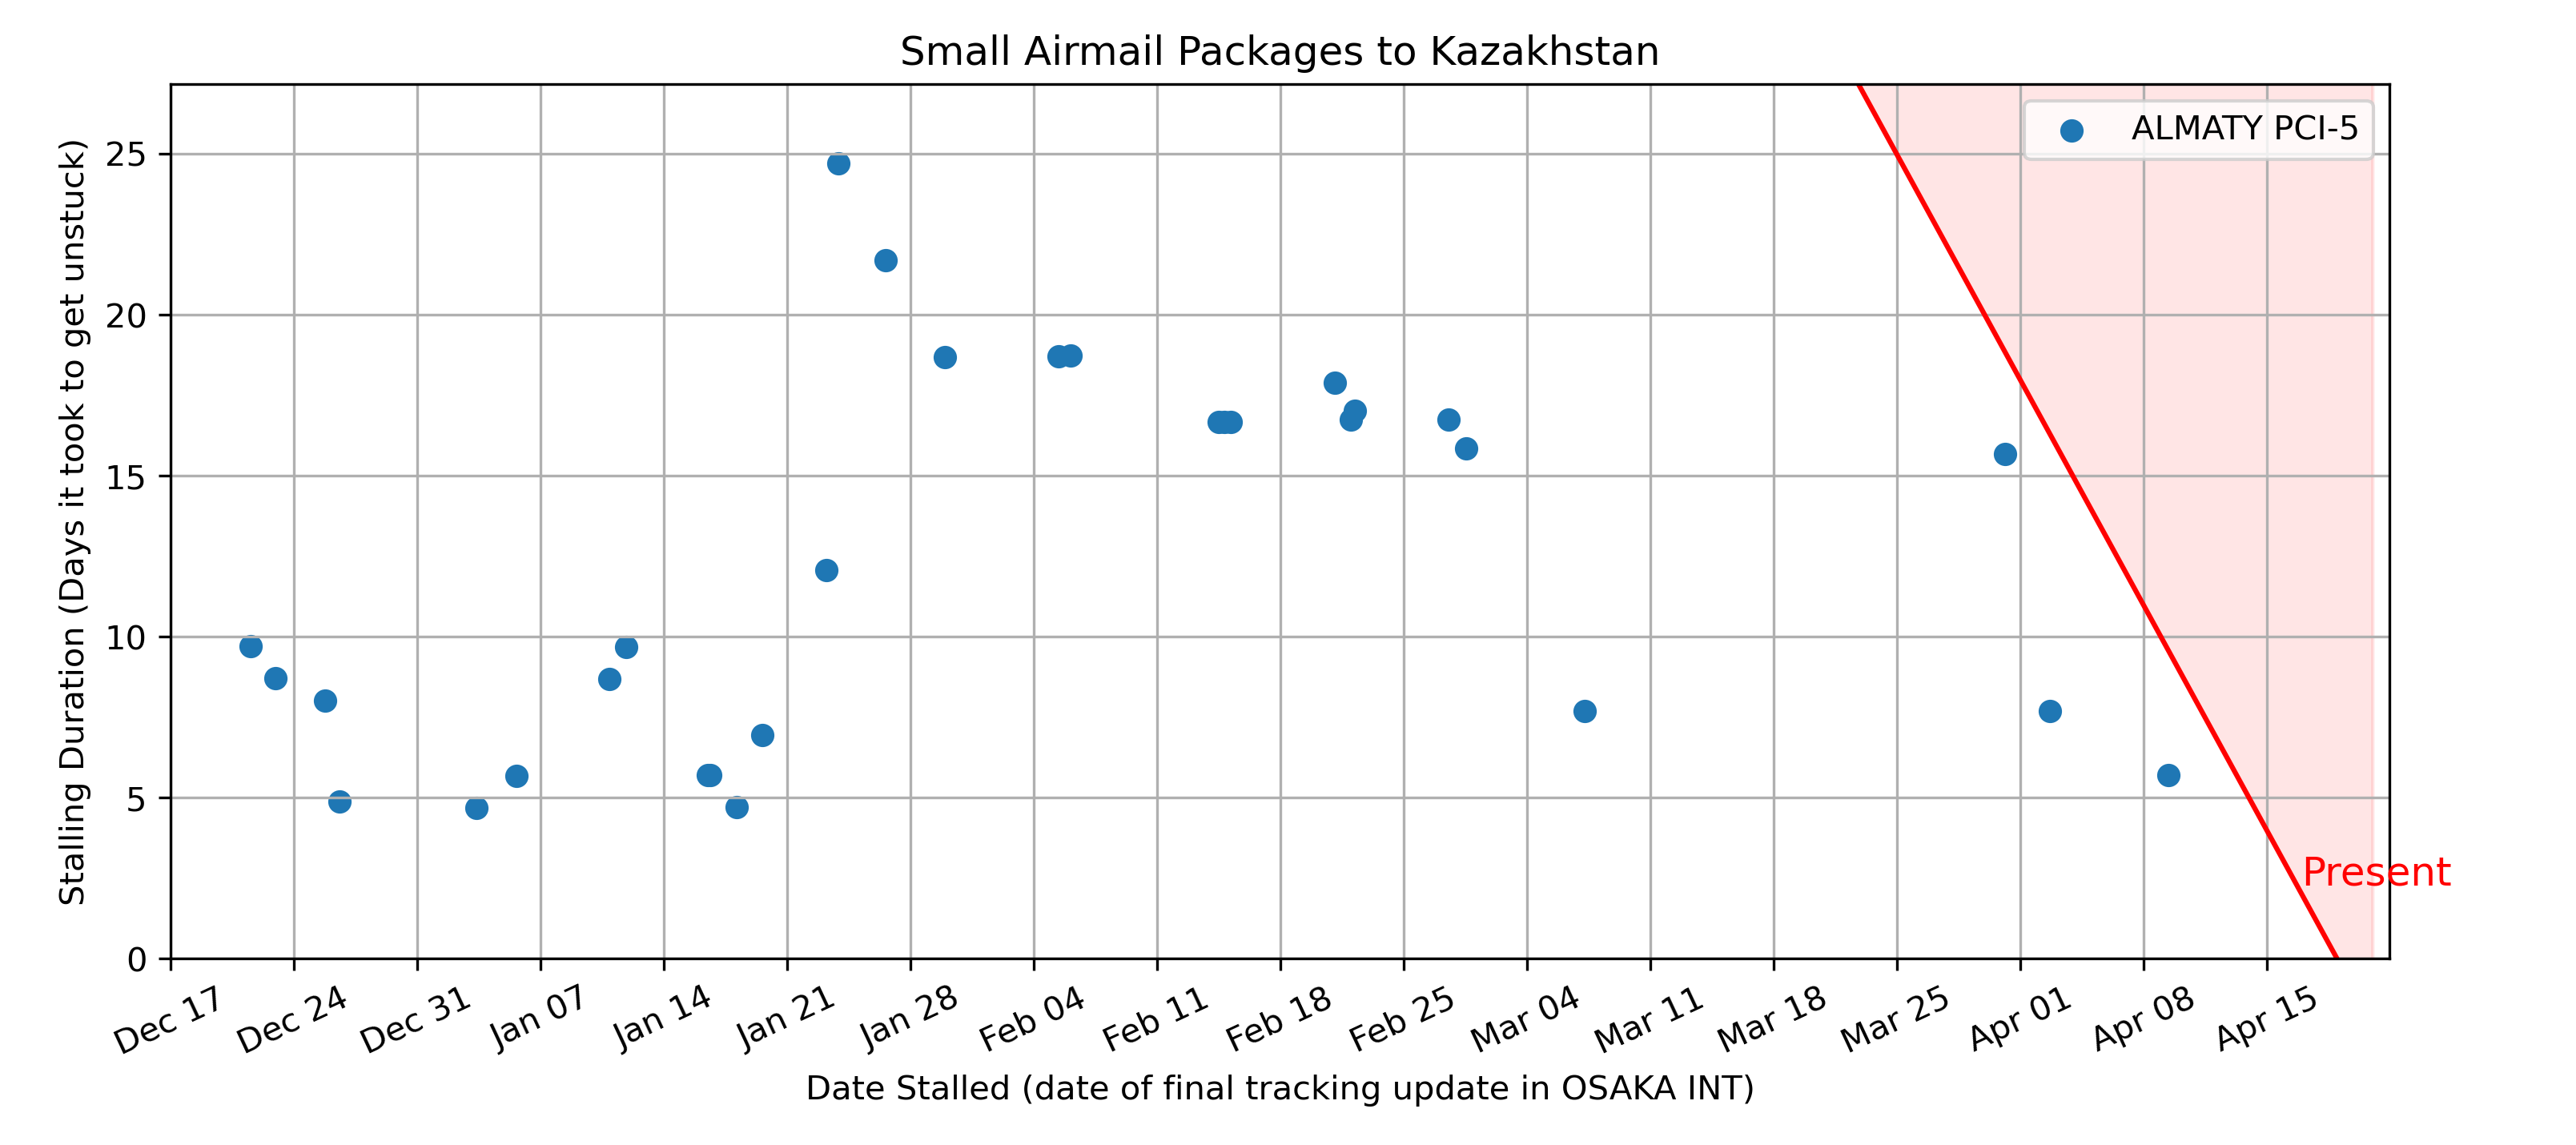 Small Airmail Packages to Kazakhstan
ALMATY PCI-5
Stalling Duration (Days it took to get unstuck)
25
20
15
10
5
0
Present
Dec 17
Dec 24
Dec 31
Jan 07
Jan 14
Jan 21
Jan 28
Feb 04
Feb 11
Feb 18
Feb 25
Mar 04
Mar 11
Mar 18
Mar 25
Apr 01
Apr 08
Apr 15
Date Stalled (date of final tracking update in OSAKA INT)